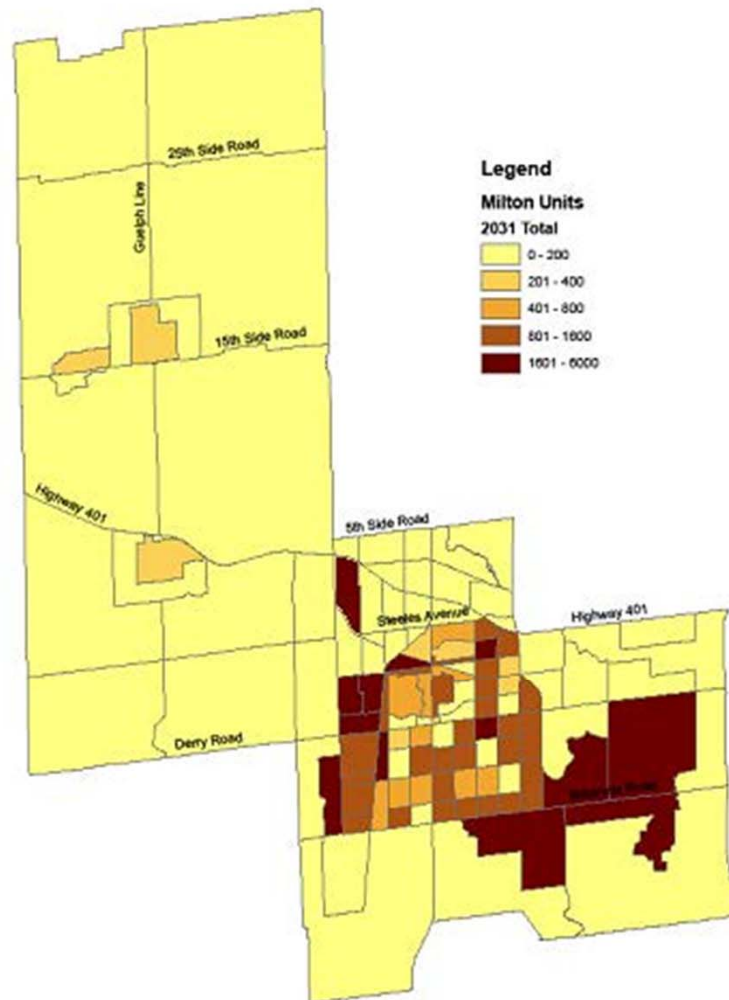 25th Side Road
Guelph Line
15th Side Road
Legend
Milton Units
2031 Total
0 - 200
201 - 400
401 - 800
801 - 1600
1601 - 6000
Highway 401
5th Side Road
Steeles Avenue
Highway 401
Derry Road